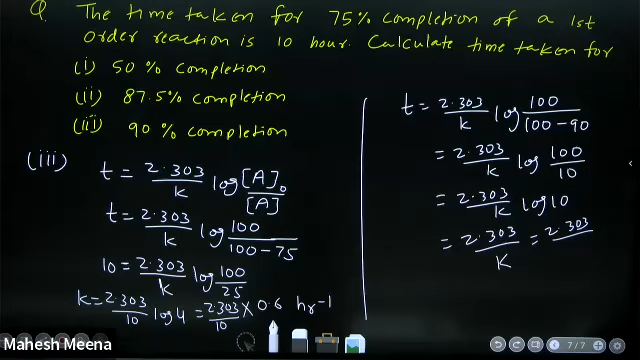 Q. The time taken for 75% completion of a 1st
order reaction is 10 hour. Calculate time taken for
(i) 50% completion
(ii) 87.5% completion
(iii) 90% completion
(iii)
t = 2.303/k log [A]₀/[A]
t = 2.303/k log 100/100-75
10 = 2.303/k log 100/25
k = 2.303/10 log 4 = 2.303/10 × 0.6 hr⁻¹
t = 2.303/k log 100/100-90
= 2.303/k log 100/10
= 2.303/k log 10
= 2.303/k = 2.303/
Mahesh Meena
7/7